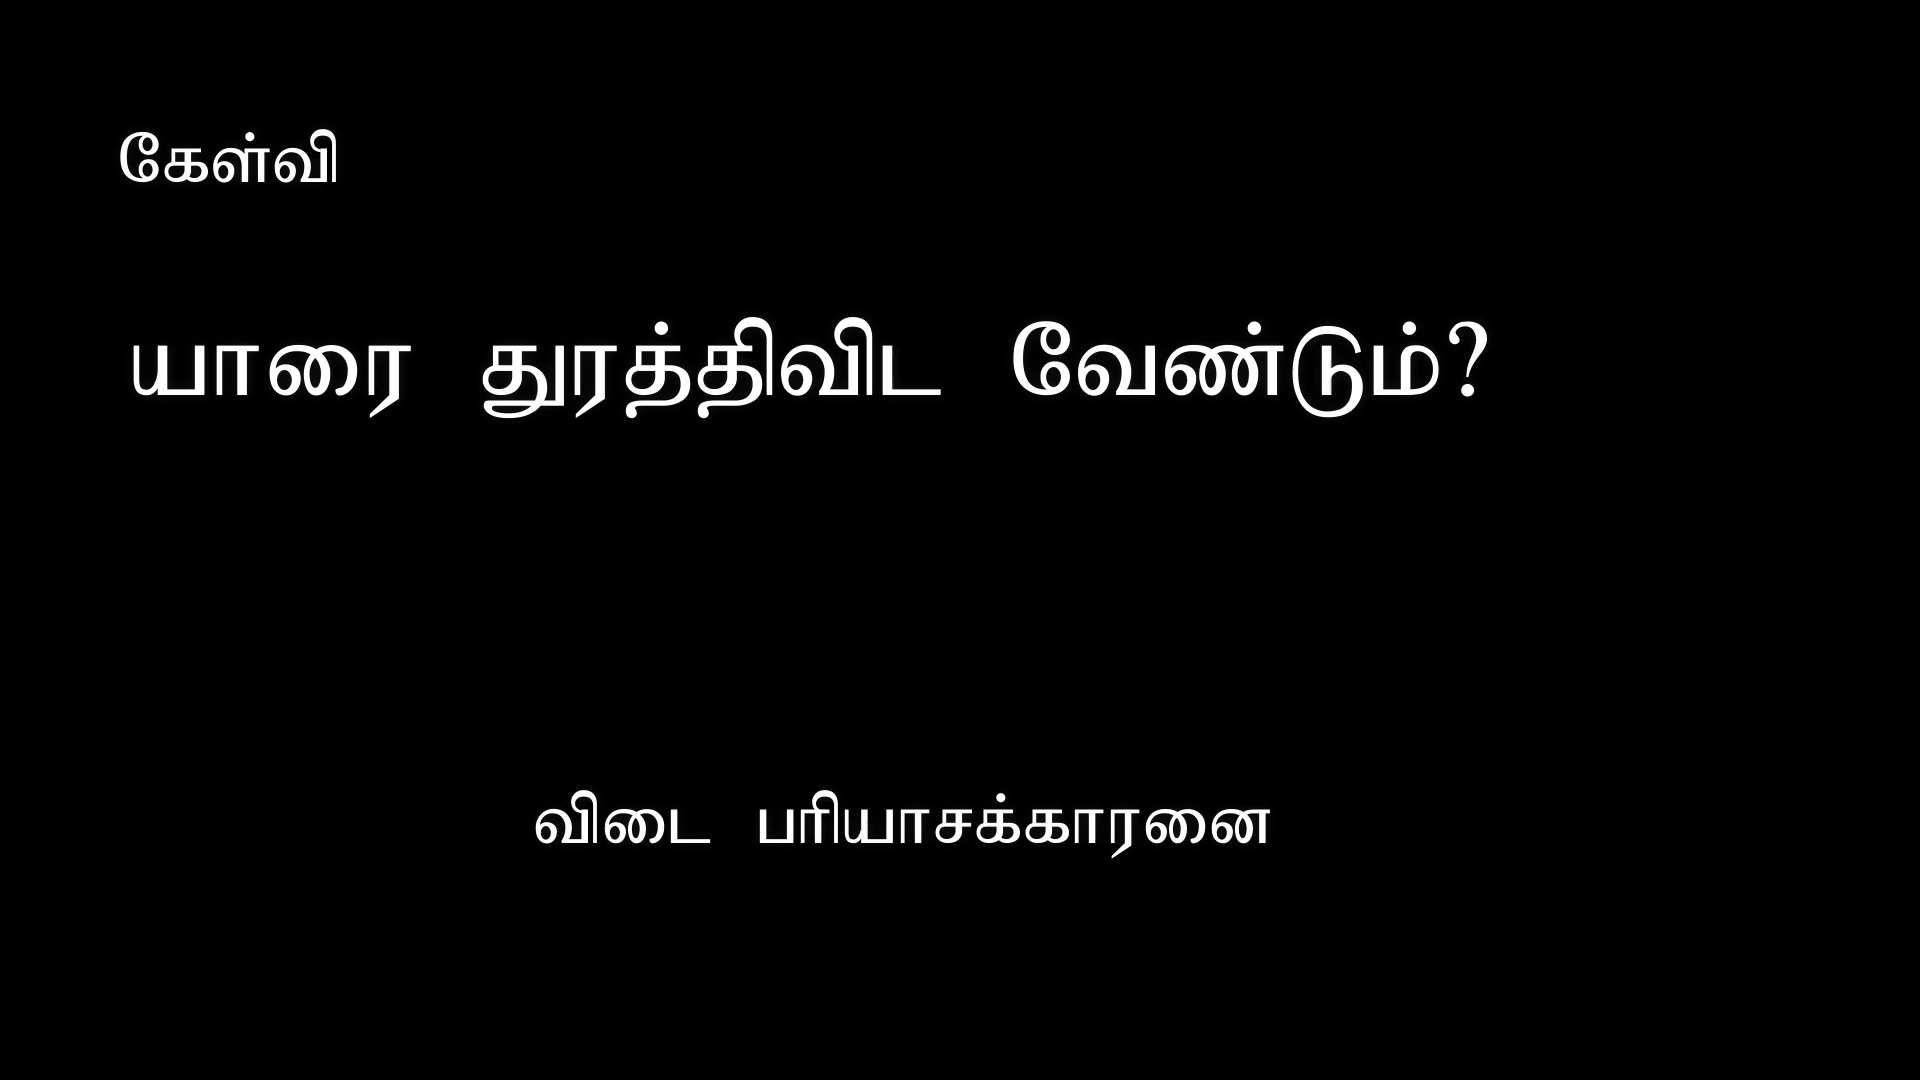 கேள்வி
யாரை துரத்திவிட வேண்டும்?
விடை பரியாசக்காரனை